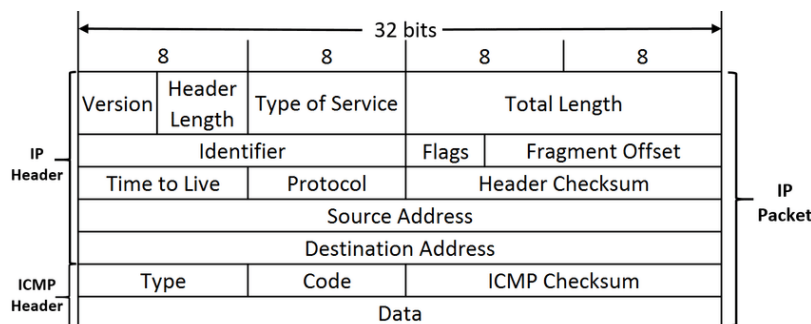 32 bits
8 8 8 8
Version Header Length Type of Service Total Length
Identifier Flags Fragment Offset
Time to Live Protocol Header Checksum
Source Address
Destination Address
Type Code ICMP Checksum
Data
IP Header
ICMP Header
IP Packet